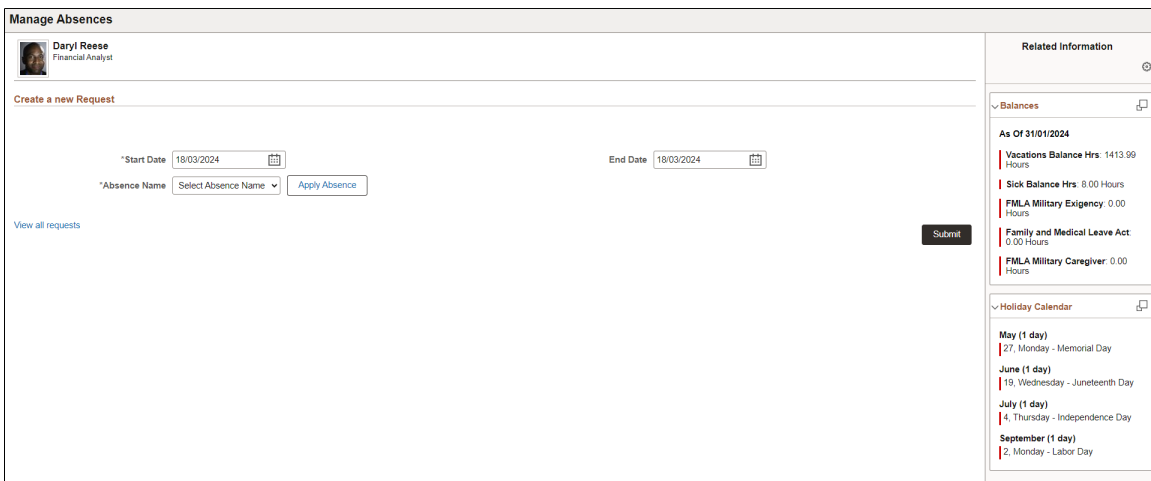 Manage Absences
Daryl Reese
Financial Analyst
Create a new Request
*Start Date 18/03/2024
End Date 18/03/2024
*Absence Name Select Absence Name Apply Absence
View all requests
Submit
Related Information
Balances
As Of 31/01/2024
Vacations Balance Hrs: 1413.99
Hours
Sick Balance Hrs: 8.00 Hours
FMLA Military Exigency: 0.00
Hours
Family and Medical Leave Act:
0.00 Hours
FMLA Military Caregiver: 0.00
Hours
Holiday Calendar
May (1 day)
27, Monday - Memorial Day
June (1 day)
19, Wednesday - Juneteenth Day
July (1 day)
4, Thursday - Independence Day
September (1 day)
2, Monday - Labor Day